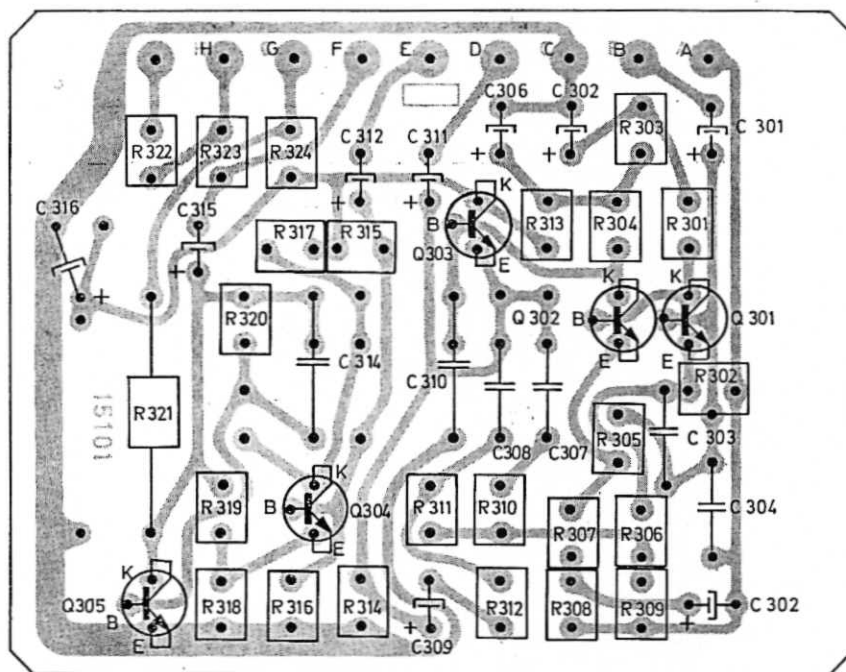 H G F E D C B A
C306 C302
R322 R323 R324 C312 C311 R303 C301
C316 C315 R317 R315 B K Q303 E R313 R304 R301
R320 C314 C310 Q302 B K E K E Q301
R321 R302
15101
C308 C307 R305 C303
R319 B K Q304 E R311 R310 R307 R306 C304
K Q305 B E R318 R316 R314 C309 R312 R308 R309 C302
+ + + + + + + + +